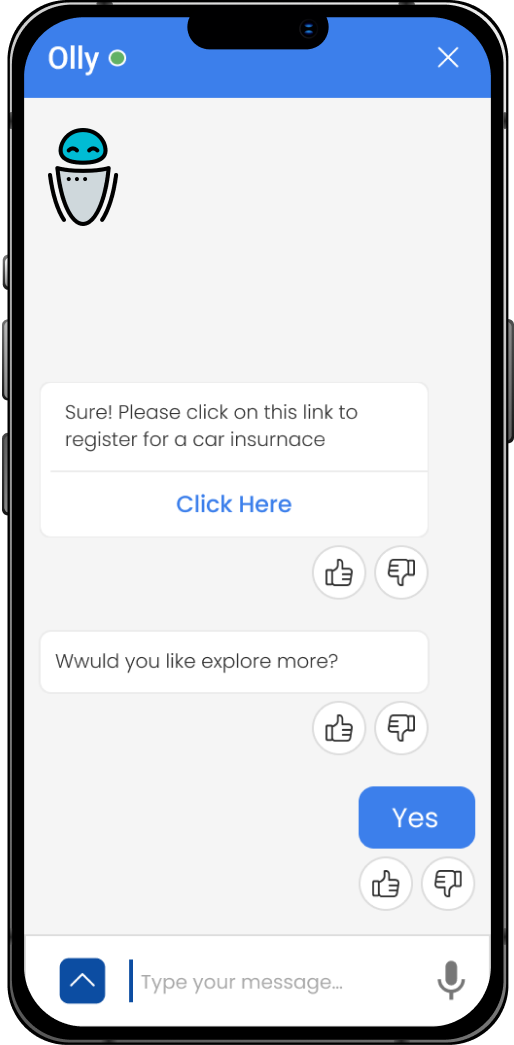 Olly
Sure! Please click on this link to
register for a car insurnace
Click Here
Wwuld you like explore more?
Yes
Type your message...